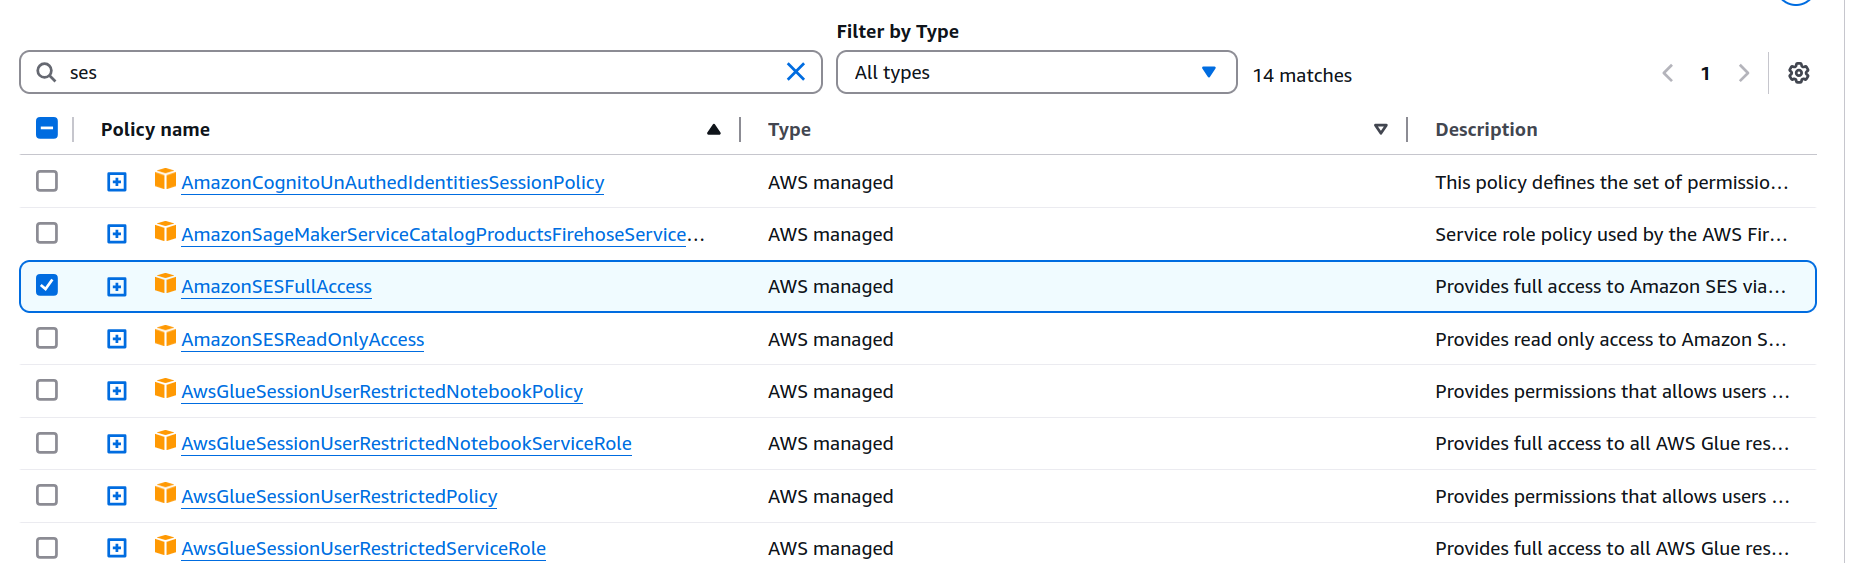 Filter by Type
ses
All types
14 matches
1
Policy name
Type
Description
AmazonCognitoUnAuthedIdentitiesSessionPolicy AWS managed This policy defines the set of permissio...
AmazonSageMakerServiceCatalogProductsFirehoseService... AWS managed Service role policy used by the AWS Fir...
AmazonSESFullAccess AWS managed Provides full access to Amazon SES via...
AmazonSESReadOnlyAccess AWS managed Provides read only access to Amazon S...
AwsGlueSessionUserRestrictedNotebookPolicy AWS managed Provides permissions that allows users ...
AwsGlueSessionUserRestrictedNotebookServiceRole AWS managed Provides full access to all AWS Glue res...
AwsGlueSessionUserRestrictedPolicy AWS managed Provides permissions that allows users ...
AwsGlueSessionUserRestrictedServiceRole AWS managed Provides full access to all AWS Glue res...